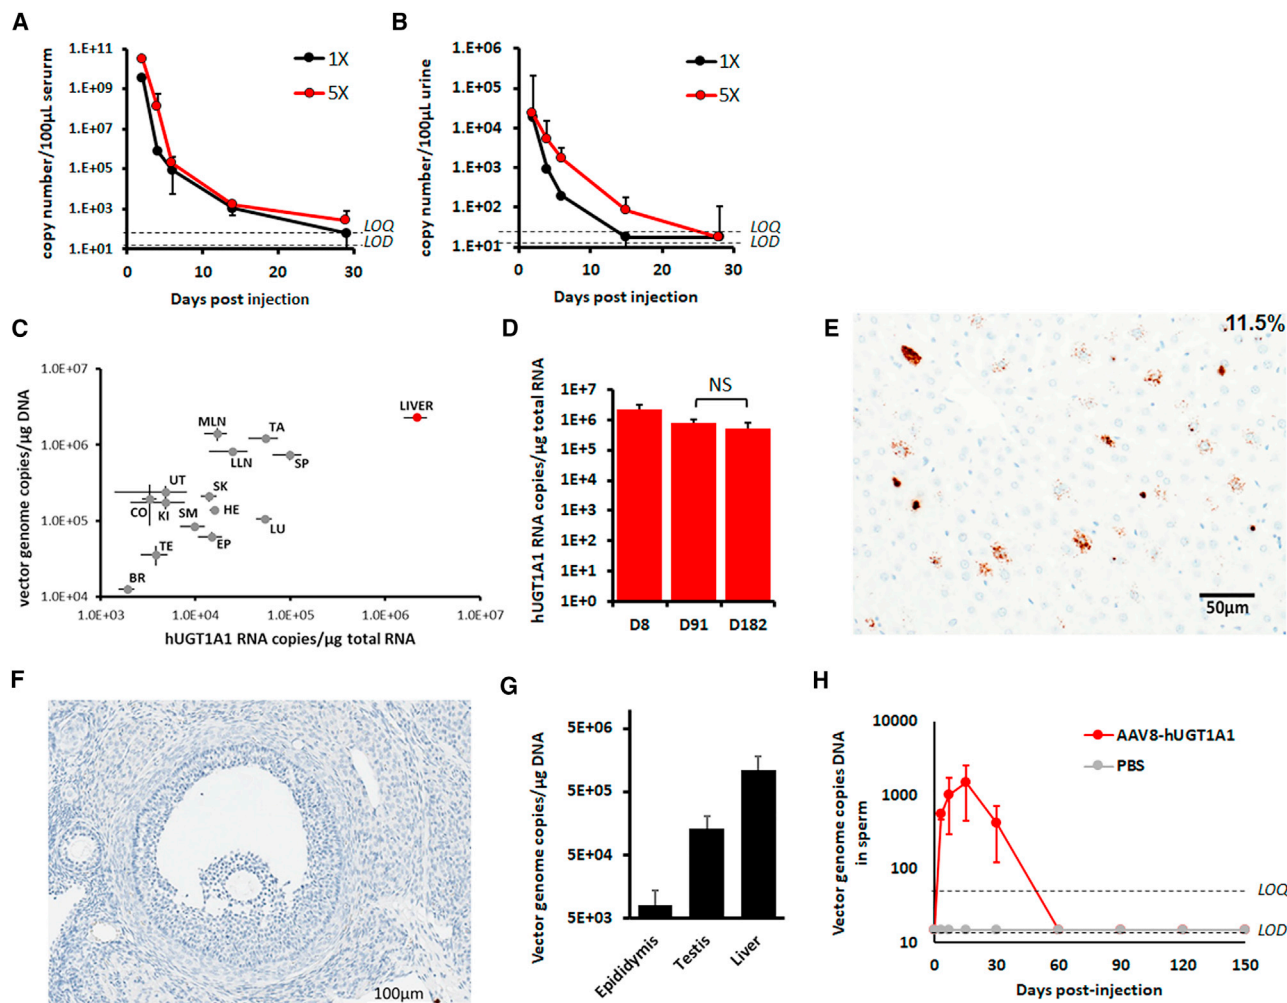 A
copy number/100µL serurm
1.E+11
1.E+09
1.E+07
1.E+05
1.E+03
1.E+01
1X
5X
LOQ
LOD
0
10
20
30
Days post injection
B
copy number/100µL urine
1.E+06
1.E+05
1.E+04
1.E+03
1.E+02
1.E+01
1X
5X
LOQ
LOD
0
10
20
30
Days post injection
C
vector genome copies/µg DNA
1.0E+07
1.0E+06
1.0E+05
1.0E+04
LIVER
MLN
TA
LLN
SP
UT
SK
CO
KI
SM
HE
LU
TE
EP
BR
1.0E+03
1.0E+04
1.0E+05
1.0E+06
1.0E+07
hUGT1A1 RNA copies/µg total RNA
D
hUGT1A1 RNA copies/µg total RNA
1E+7
1E+6
1E+5
1E+4
1E+3
1E+2
1E+1
1E+0
NS
D8
D91
D182
E
11.5%
50µm
F
100µm
G
Vector genome copies/µg DNA
5E+06
5E+05
5E+04
5E+03
Epididymis
Testis
Liver
H
Vector genome copies DNA
in sperm
10000
1000
100
10
AAV8-hUGT1A1
PBS
LOQ
LOD
0
30
60
90
120
150
Days post-injection